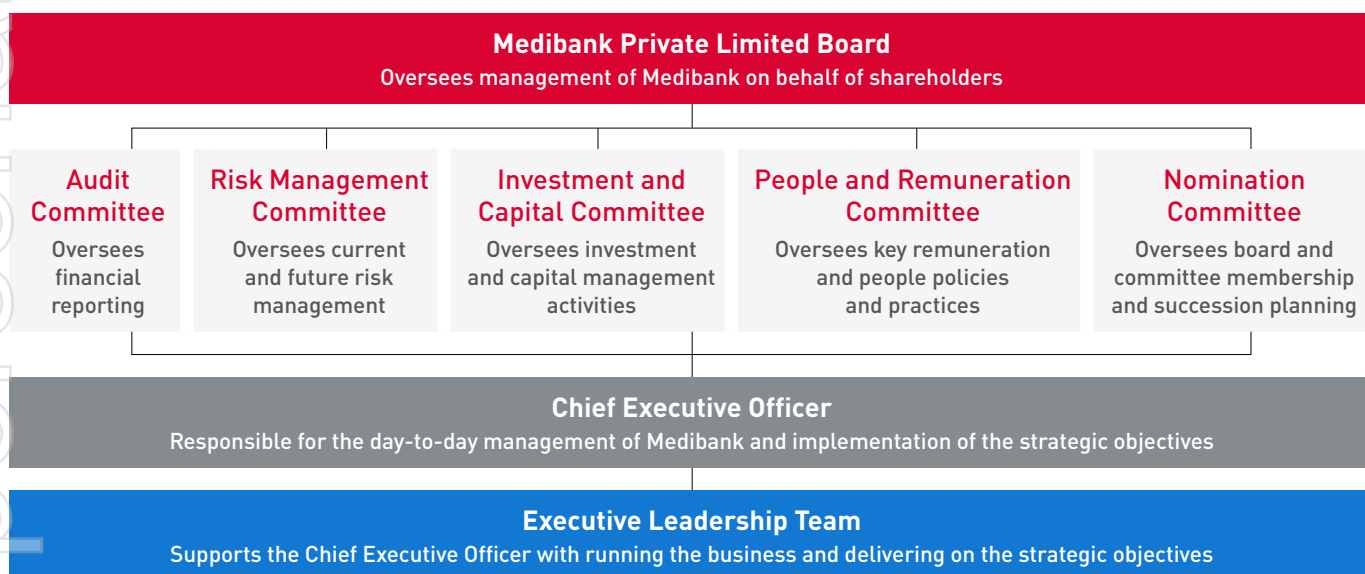 Medibank Private Limited Board
Oversees management of Medibank on behalf of shareholders
Audit
Committee
Oversees
financial
reporting
Risk Management
Committee
Oversees current
and future risk
management
Investment and
Capital Committee
Oversees investment
and capital management
activities
People and Remuneration
Committee
Oversees key remuneration
and people policies
and practices
Nomination
Committee
Oversees board and
committee membership
and succession planning
Chief Executive Officer
Responsible for the day-to-day management of Medibank and implementation of the strategic objectives
Executive Leadership Team
Supports the Chief Executive Officer with running the business and delivering on the strategic objectives